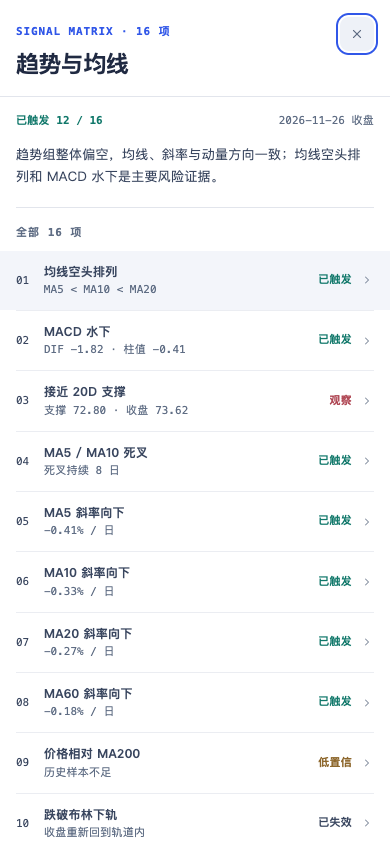 SIGNAL MATRIX · 16 项
趋势与均线
已触发 12 / 16
2026-11-26 收盘
趋势组整体偏空，均线、斜率与动量方向一致；均线空头排
列和 MACD 水下是主要风险证据。
全部 16 项
01 均线空头排列 已触发
MA5 < MA10 < MA20
02 MACD 水下 已触发
DIF -1.82 · 柱值 -0.41
03 接近 20D 支撑 观察
支撑 72.80 · 收盘 73.62
04 MA5 / MA10 死叉 已触发
死叉持续 8 日
05 MA5 斜率向下 已触发
-0.41% / 日
06 MA10 斜率向下 已触发
-0.33% / 日
07 MA20 斜率向下 已触发
-0.27% / 日
08 MA60 斜率向下 已触发
-0.18% / 日
09 价格相对 MA200 低置信
历史样本不足
10 跌破布林下轨 已失效
收盘重新回到轨道内